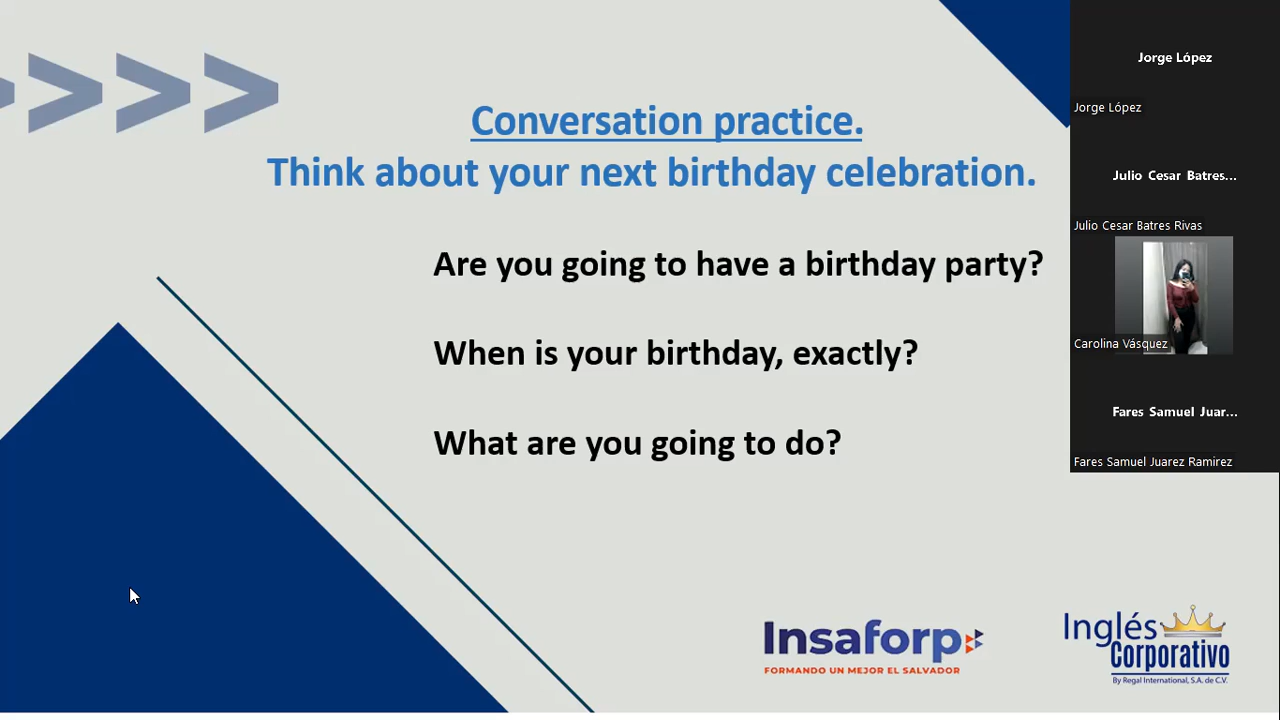 Conversation practice.
Think about your next birthday celebration.
Are you going to have a birthday party?
When is your birthday, exactly?
What are you going to do?
Jorge López
Jorge López
Julio Cesar Batres...
Julio Cesar Batres Rivas
Carolina Vásquez
Fares Samuel Juar...
Fares Samuel Juarez Ramirez
Insaforp
FORMANDO UN MEJOR EL SALVADOR
Inglés
Corporativo
By Regal International, S.A. de C.V.